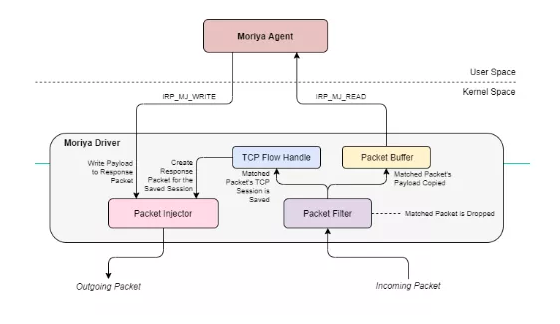 Moriya Agent
User Space
Kernel Space
IRP_MJ_WRITE
IRP_MJ_READ
Moriya Driver
TCP Flow Handle
Packet Buffer
Write Payload
to Response
Packet
Create
Response
Packet for the
Saved Session
Matched
Packet's TCP
Session is
Saved
Matched Packet's
Payload Copied
Packet Injector
Packet Filter
Matched Packet is Dropped
Outgoing Packet
Incoming Packet